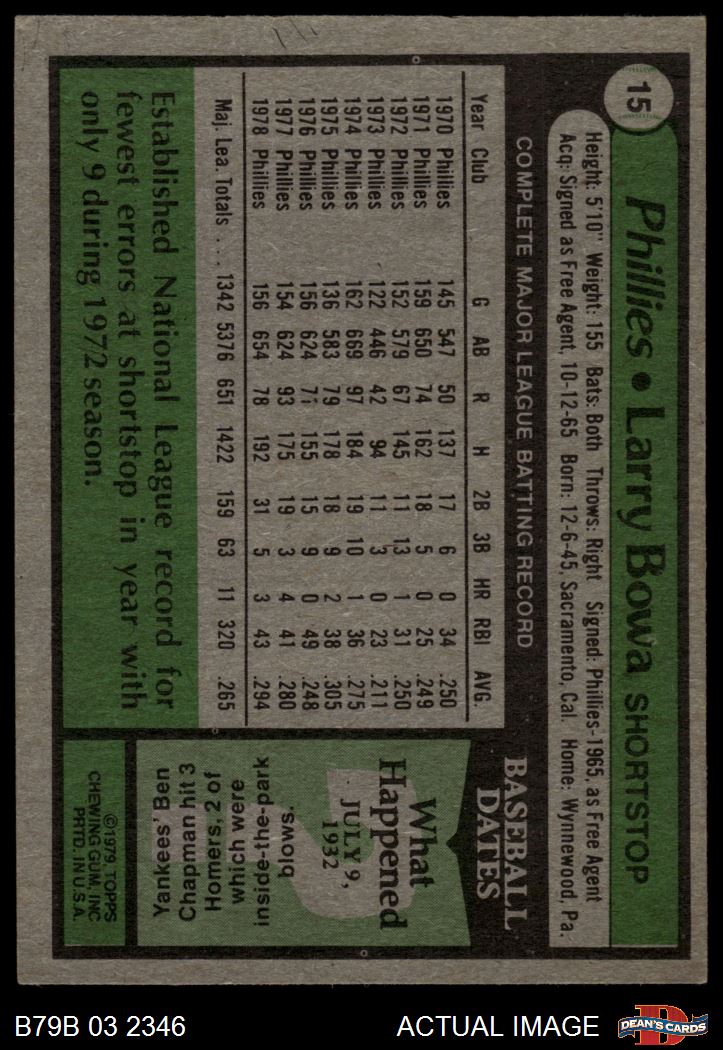 15
Phillies • Larry Bowa SHORTSTOP
Height: 5'10" Weight: 155 Bats: Both Throws: Right Signed: Phillies-1965, as Free Agent
Acq: Signed as Free Agent, 10-12-65 Born: 12-6-45, Sacramento, Cal. Home: Wynnewood, Pa.
COMPLETE MAJOR LEAGUE BATTING RECORD
Year Club G AB R H 2B 3B HR RBI AVG.
1970 Phillies 145 547 50 137 17 6 0 34 .250
1971 Phillies 159 650 74 162 18 5 0 25 .249
1972 Phillies 152 579 67 145 11 13 1 31 .250
1973 Phillies 122 446 42 94 11 3 0 23 .211
1974 Phillies 162 669 97 184 19 10 1 36 .275
1975 Phillies 136 583 79 178 18 9 2 38 .305
1976 Phillies 156 624 71 155 15 9 0 49 .248
1977 Phillies 154 624 93 175 19 3 4 41 .280
1978 Phillies 156 654 78 192 31 5 3 43 .294
Maj. Lea. Totals . . . 1342 5376 651 1422 159 63 11 320 .265
Established National League record for
fewest errors at shortstop in year with
only 9 during 1972 season.
BASEBALL
DATES
What
Happened
JULY 9,
1932
Yankees' Ben
Chapman hit 3
Homers, 2 of
which were
inside-the-park
blows.
©1979, TOPPS
CHEWING GUM, INC
PRTD. IN U.S.A.
B79B 03 2346
ACTUAL IMAGE
D
DEAN'S CARDS